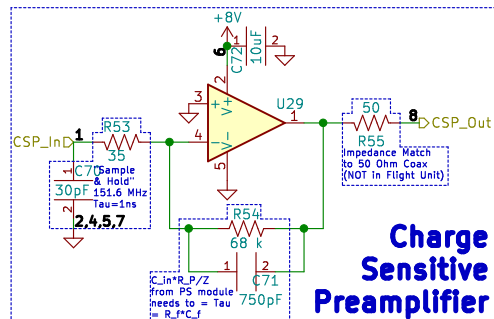 +8V
6
1
2
C72
10uF
2
U29
3
V+
1
4
V-
5
CSP_In
1
R53
35
C70
"Sample
& Hold"
151.6 MHz
Tau=1ns
1
30pF
2
2,4,5,7
50
R55
8
CSP_Out
Impedance Match
to 50 Ohm Coax
(NOT in Flight Unit)
R54
68 k
1
2
C71
750pF
C_in*R_P/Z
from PS module
needs to = Tau
= R_f*C_f
Charge
Sensitive
Preamplifier